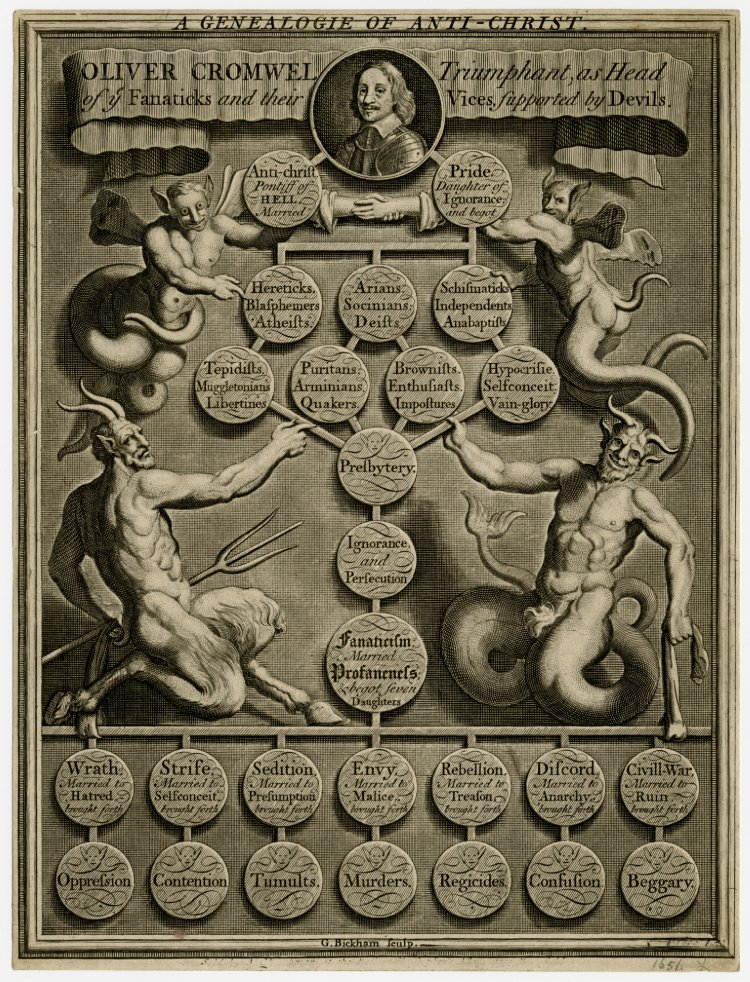 A GENEALOGIE OF ANTI-CHRIST.
OLIVER CROMWEL Triumphant, as Head
of yͤ Fanaticks and their Vices, ſupported by Devils.
Anti-chriſt
Pontiff of
HELL
Married
Pride
Daughter of
Ignorance
and begot
Hereticks
Blaſphemers
Atheiſts.
Arians
Socinians
Deiſts
Schiſmaticks
Independents
Anabaptiſts
Tepidiſts,
Muggletonians
Libertines
Puritans
Arminians
Quakers.
Browniſts
Enthuſiaſts.
Impoſtures
Hypocriſie
Selfconceit
Vain-glory
Preſbytery.
Ignorance
and
Perſecution
Fanaticiſm
Married
Profaneneſs
& begot ſeven
Daughters
Wrath,
Married to
Hatred
brought forth
Strife,
Married to
Selfconceit
brought forth
Sedition
Married to
Preſumption
brought forth
Envy,
Married to
Malice
brought forth
Rebellion
Married to
Treaſon
brought forth
Diſcord,
Married to
Anarchy
brought forth
Civill-War
Married to
Ruin
brought forth
Oppreſſion
Contention
Tumults.
Murders.
Regicides.
Confuſion
Beggary.
G. Bickham ſculp.
1651.